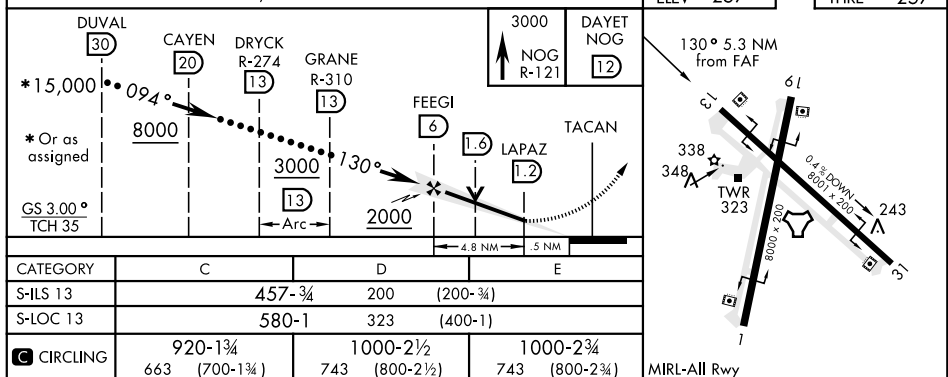 ELEV 257
THRE 257
DUVAL
30
CAYEN
20
DRYCK
R-274
13
GRANE
R-310
13
3000
NOG
R-121
DAYET
NOG
12
*15,000
094°
8000
* Or as
assigned
3000
13
Arc
130°
FEEGI
6
1.6
LAPAZ
1.2
TACAN
2000
GS 3.00°
TCH 35
4.8 NM
.5 NM
130° 5.3 NM
from FAF
13
19
338
348
TWR
323
0.4% DOWN
8001 x 200
243
8000 x 200
31
1
MIRL-All Rwy
CATEGORY C D E
S-ILS 13 457-¾ 200 (200-¾)
S-LOC 13 580-1 323 (400-1)
C CIRCLING 920-1¾ 1000-2½ 1000-2¾
663 (700-1¾) 743 (800-2½) 743 (800-2¾)